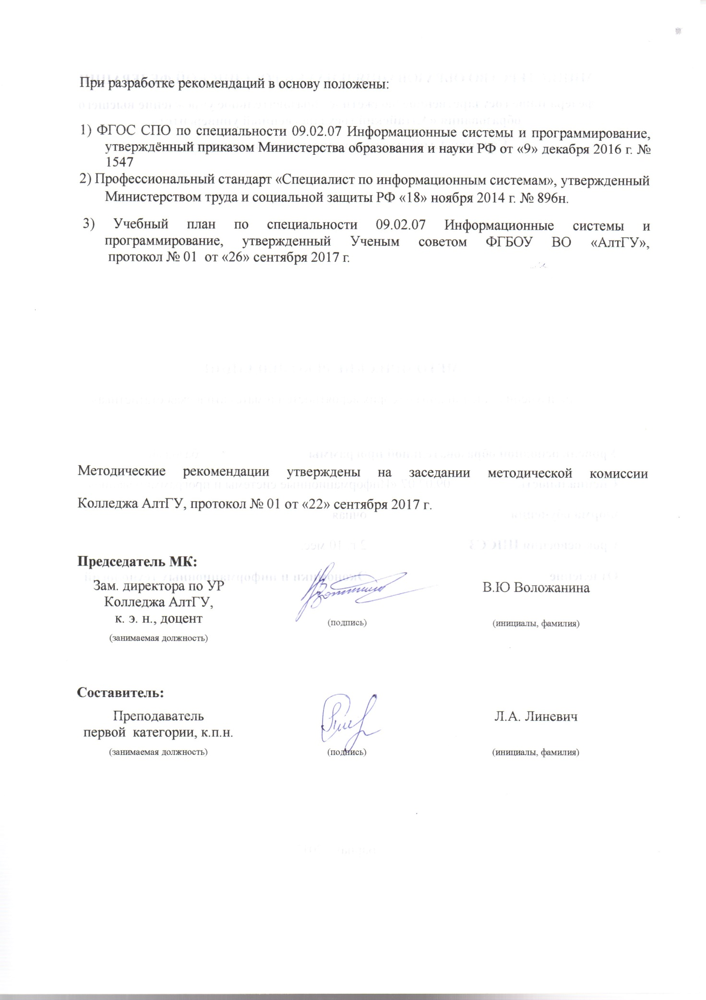 При разработке рекомендаций в основу положены:
1) ФГОС СПО по специальности 09.02.07 Информационные системы и программирование,
утверждённый приказом Министерства образования и науки РФ от «9» декабря 2016 г. №
1547
2) Профессиональный стандарт «Специалист по информационным системам», утвержденный
Министерством труда и социальной защиты РФ «18» ноября 2014 г. № 896н.
3) Учебный план по специальности 09.02.07 Информационные системы и
программирование, утвержденный Ученым советом ФГБОУ ВО «АлтГУ»,
протокол № 01 от «26» сентября 2017 г.
Методические рекомендации утверждены на заседании методической комиссии
Колледжа АлтГУ, протокол № 01 от «22» сентября 2017 г.
Председатель МК:
Зам. директора по УР
Колледжа АлтГУ,
к. э. н., доцент
(занимаемая должность)
(подпись)
В.Ю Воложанина
(инициалы, фамилия)
Составитель:
Преподаватель
первой категории, к.п.н.
(занимаемая должность)
(подпись)
Л.А. Линевич
(инициалы, фамилия)